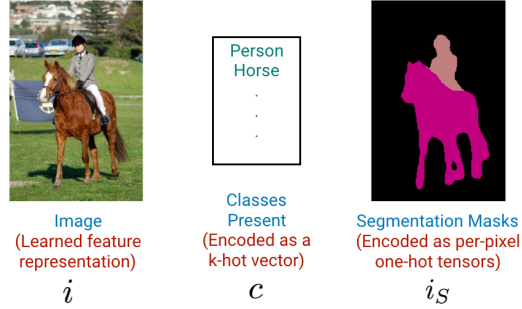 Person
Horse
.
.
.
Image
(Learned feature
representation)
i
Classes
Present
(Encoded as a
k-hot vector)
c
Segmentation Masks
(Encoded as per-pixel
one-hot tensors)
i_S